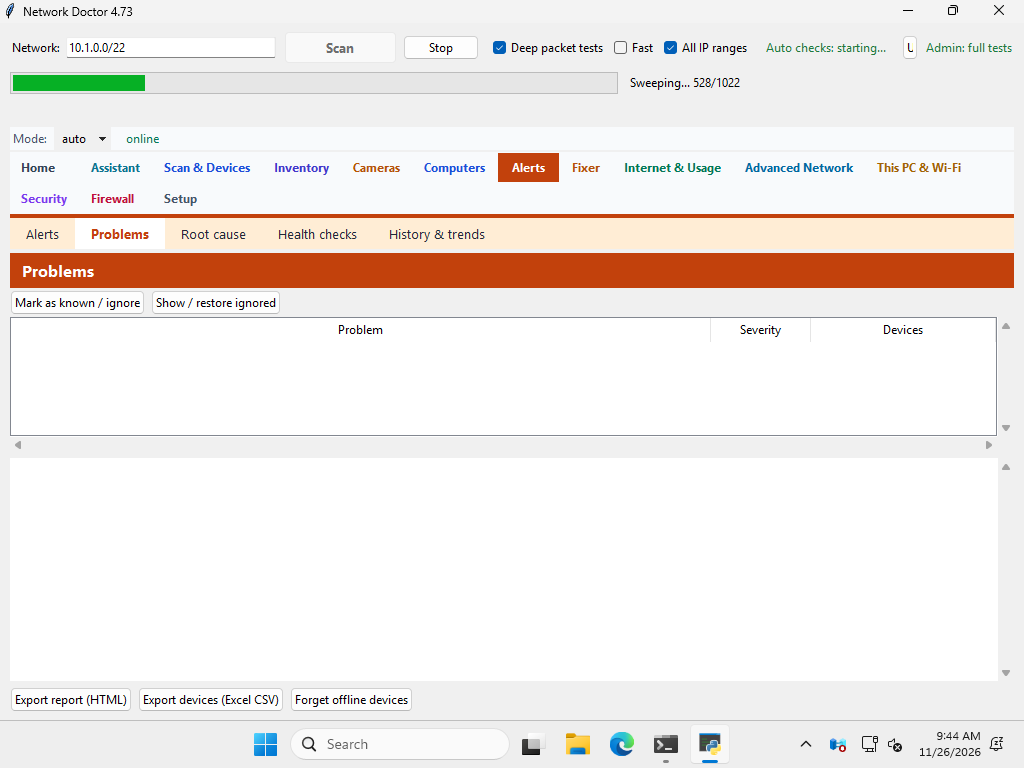 Network Doctor 4.73
Network: 10.1.0.0/22 Scan Stop Deep packet tests Fast All IP ranges Auto checks: starting... Admin: full tests
Sweeping... 528/1022
Mode: auto online
Home Assistant Scan & Devices Inventory Cameras Computers Alerts Fixer Internet & Usage Advanced Network This PC & Wi-Fi
Security Firewall Setup
Alerts Problems Root cause Health checks History & trends
Problems
Mark as known / ignore Show / restore ignored
Problem Severity Devices
Export report (HTML) Export devices (Excel CSV) Forget offline devices
Search
9:44 AM
11/26/2026